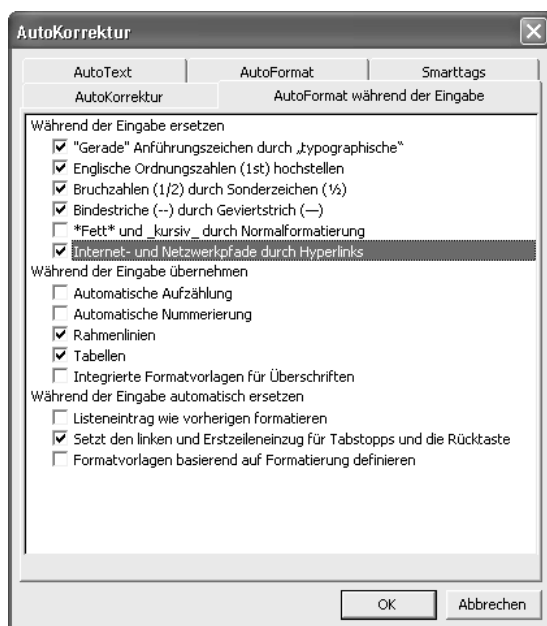 AutoKorrektur
AutoText
AutoFormat
Smarttags
AutoKorrektur
AutoFormat während der Eingabe
Während der Eingabe ersetzen
"Gerade" Anführungszeichen durch „typographische“
Englische Ordnungszahlen (1st) hochstellen
Bruchzahlen (1/2) durch Sonderzeichen (½)
Bindestriche (--) durch Geviertstrich (—)
*Fett* und _kursiv_ durch Normalformatierung
Internet- und Netzwerkpfade durch Hyperlinks
Während der Eingabe übernehmen
Automatische Aufzählung
Automatische Nummerierung
Rahmenlinien
Tabellen
Integrierte Formatvorlagen für Überschriften
Während der Eingabe automatisch ersetzen
Listeneintrag wie vorherigen formatieren
Setzt den linken und Erstzeileneinzug für Tabstopps und die Rücktaste
Formatvorlagen basierend auf Formatierung definieren
OK
Abbrechen